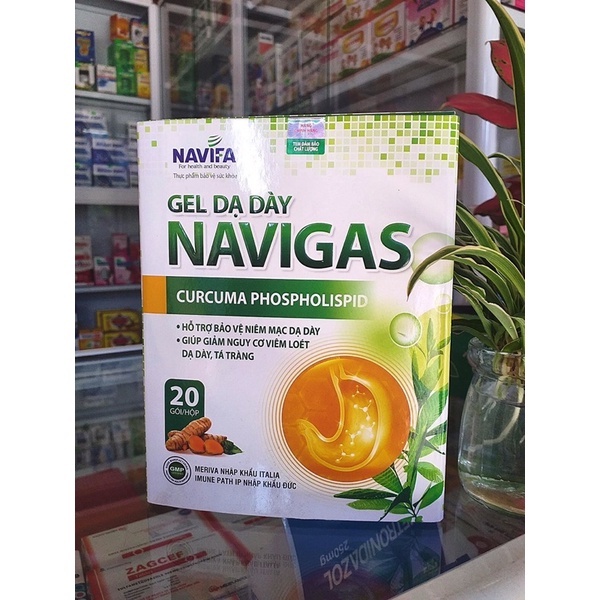 NAVIFA
For health and beauty
Thực phẩm bảo vệ sức khỏe
TEM ĐẢM BẢO
CHẤT LƯỢNG
GEL DẠ DÀY
NAVIGAS
CURCUMA PHOSPHOLISPID
• HỖ TRỢ BẢO VỆ NIÊM MẠC DẠ DÀY
• GIÚP GIẢM NGUY CƠ VIÊM LOÉT
DẠ DÀY, TÁ TRÀNG
20
GÓI/HỘP
GMP
MERIVA NHẬP KHẨU ITALIA
IMUNE PATH IP NHẬP KHẨU ĐỨC
ZAGCEF
TRONIDAZOL
250mg